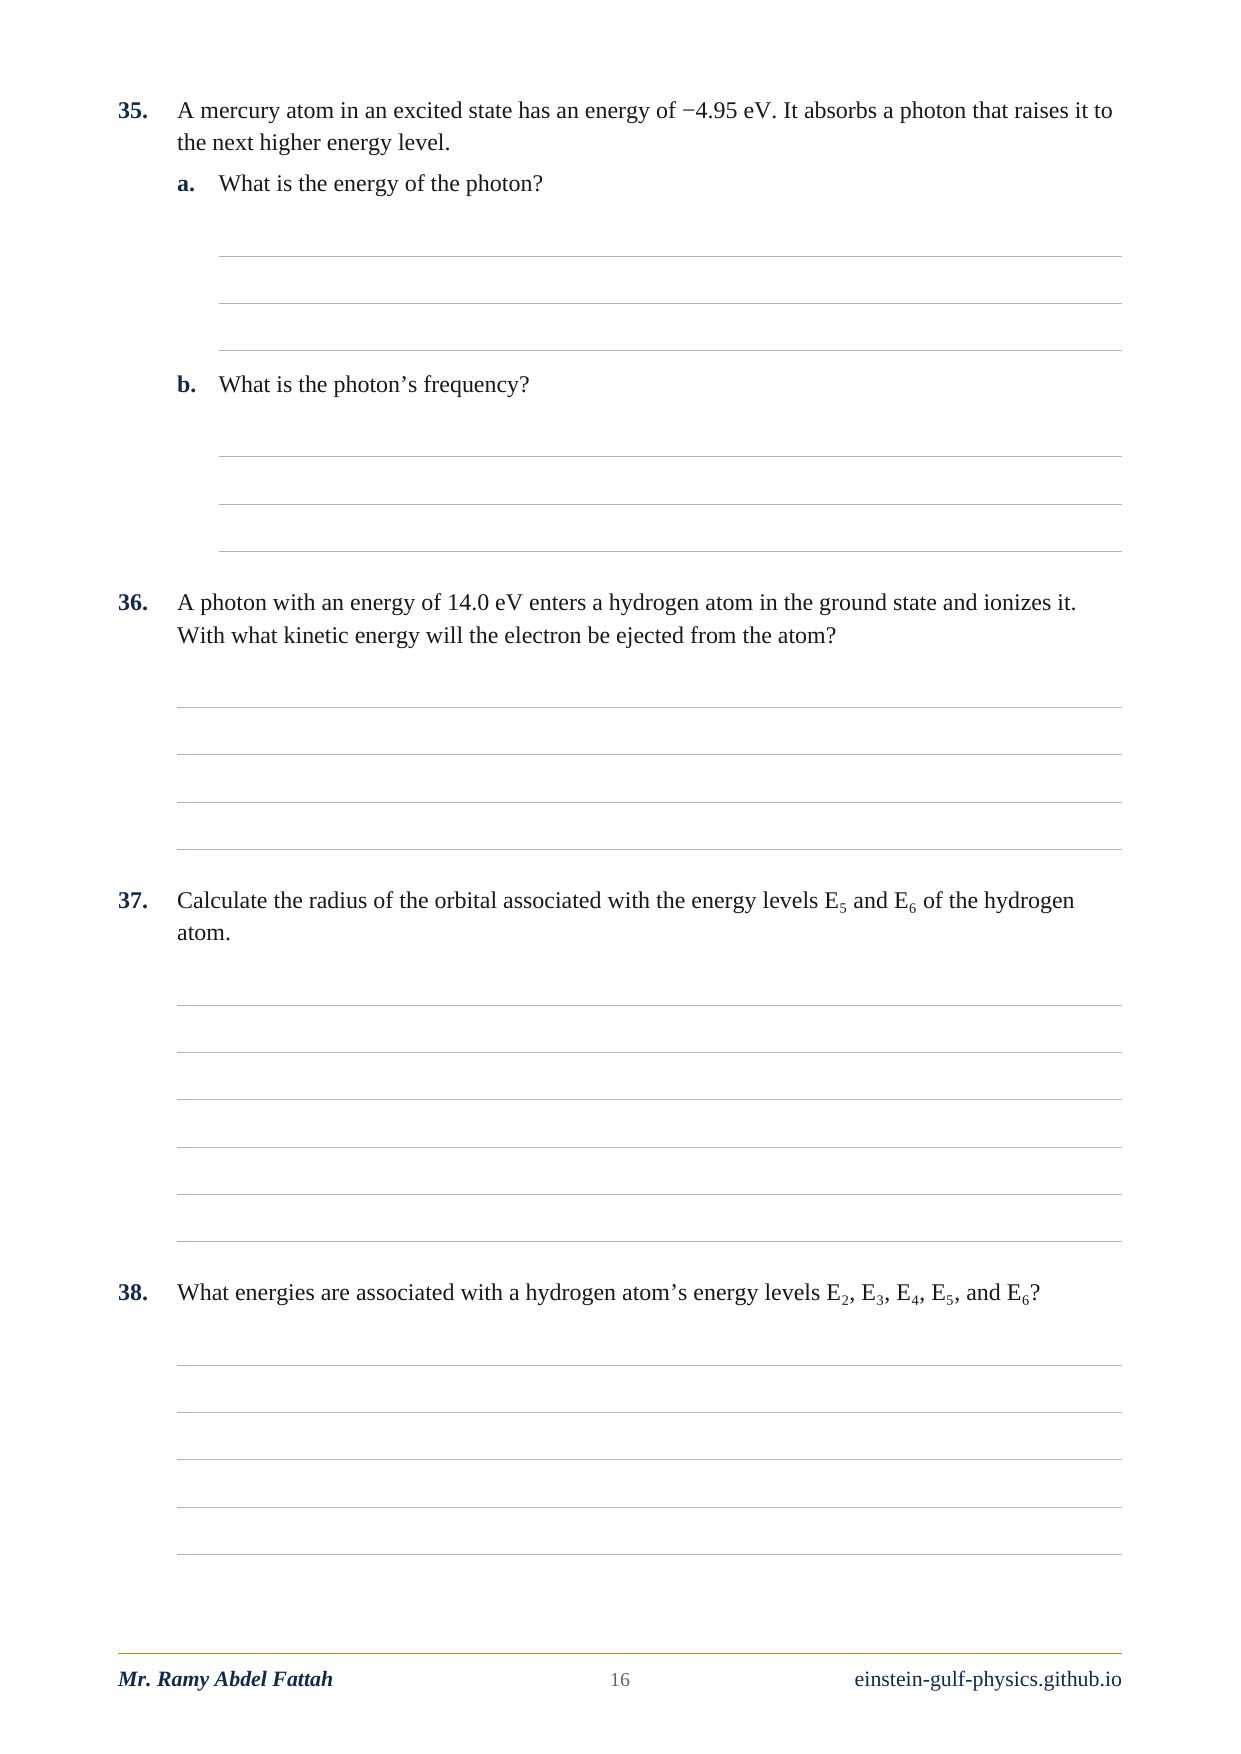 35. A mercury atom in an excited state has an energy of −4.95 eV. It absorbs a photon that raises it to
the next higher energy level.
a. What is the energy of the photon?
b. What is the photon’s frequency?
36. A photon with an energy of 14.0 eV enters a hydrogen atom in the ground state and ionizes it.
With what kinetic energy will the electron be ejected from the atom?
37. Calculate the radius of the orbital associated with the energy levels E₅ and E₆ of the hydrogen
atom.
38. What energies are associated with a hydrogen atom’s energy levels E₂, E₃, E₄, E₅, and E₆?
Mr. Ramy Abdel Fattah 16 einstein-gulf-physics.github.io